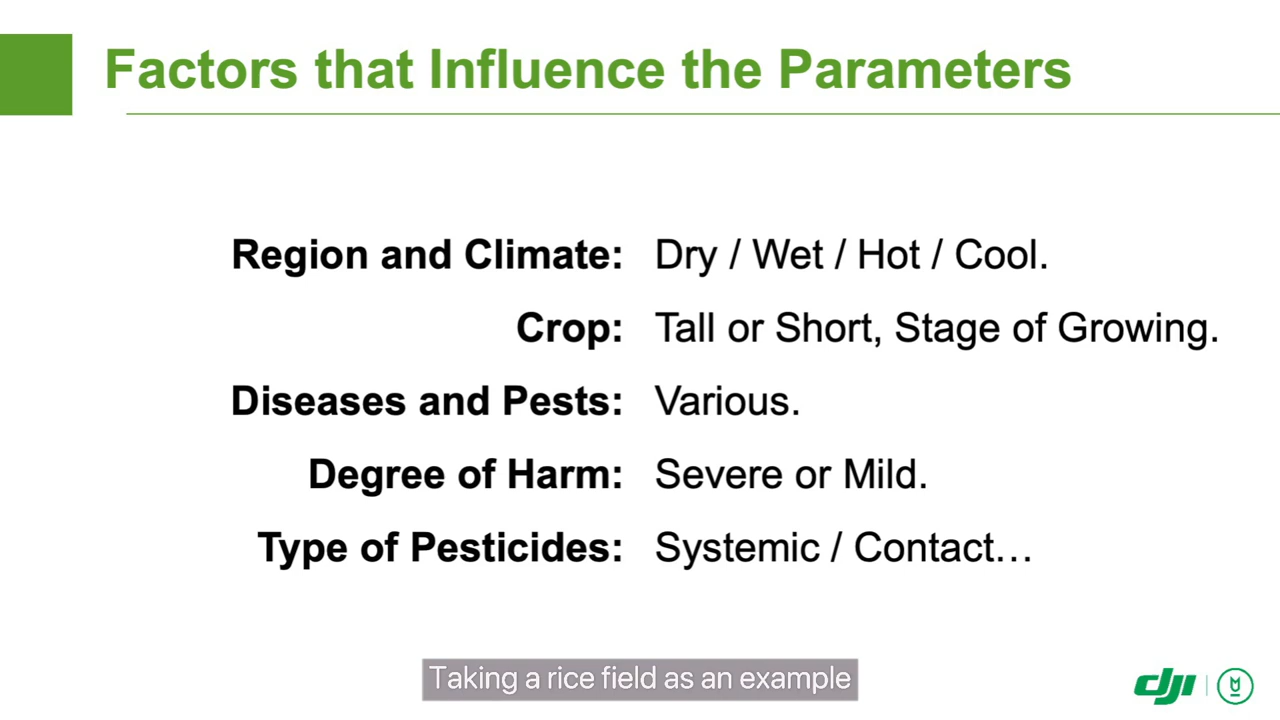 Factors that Influence the Parameters
Region and Climate: Dry / Wet / Hot / Cool.
Crop: Tall or Short, Stage of Growing.
Diseases and Pests: Various.
Degree of Harm: Severe or Mild.
Type of Pesticides: Systemic / Contact…
Taking a rice field as an example
dji